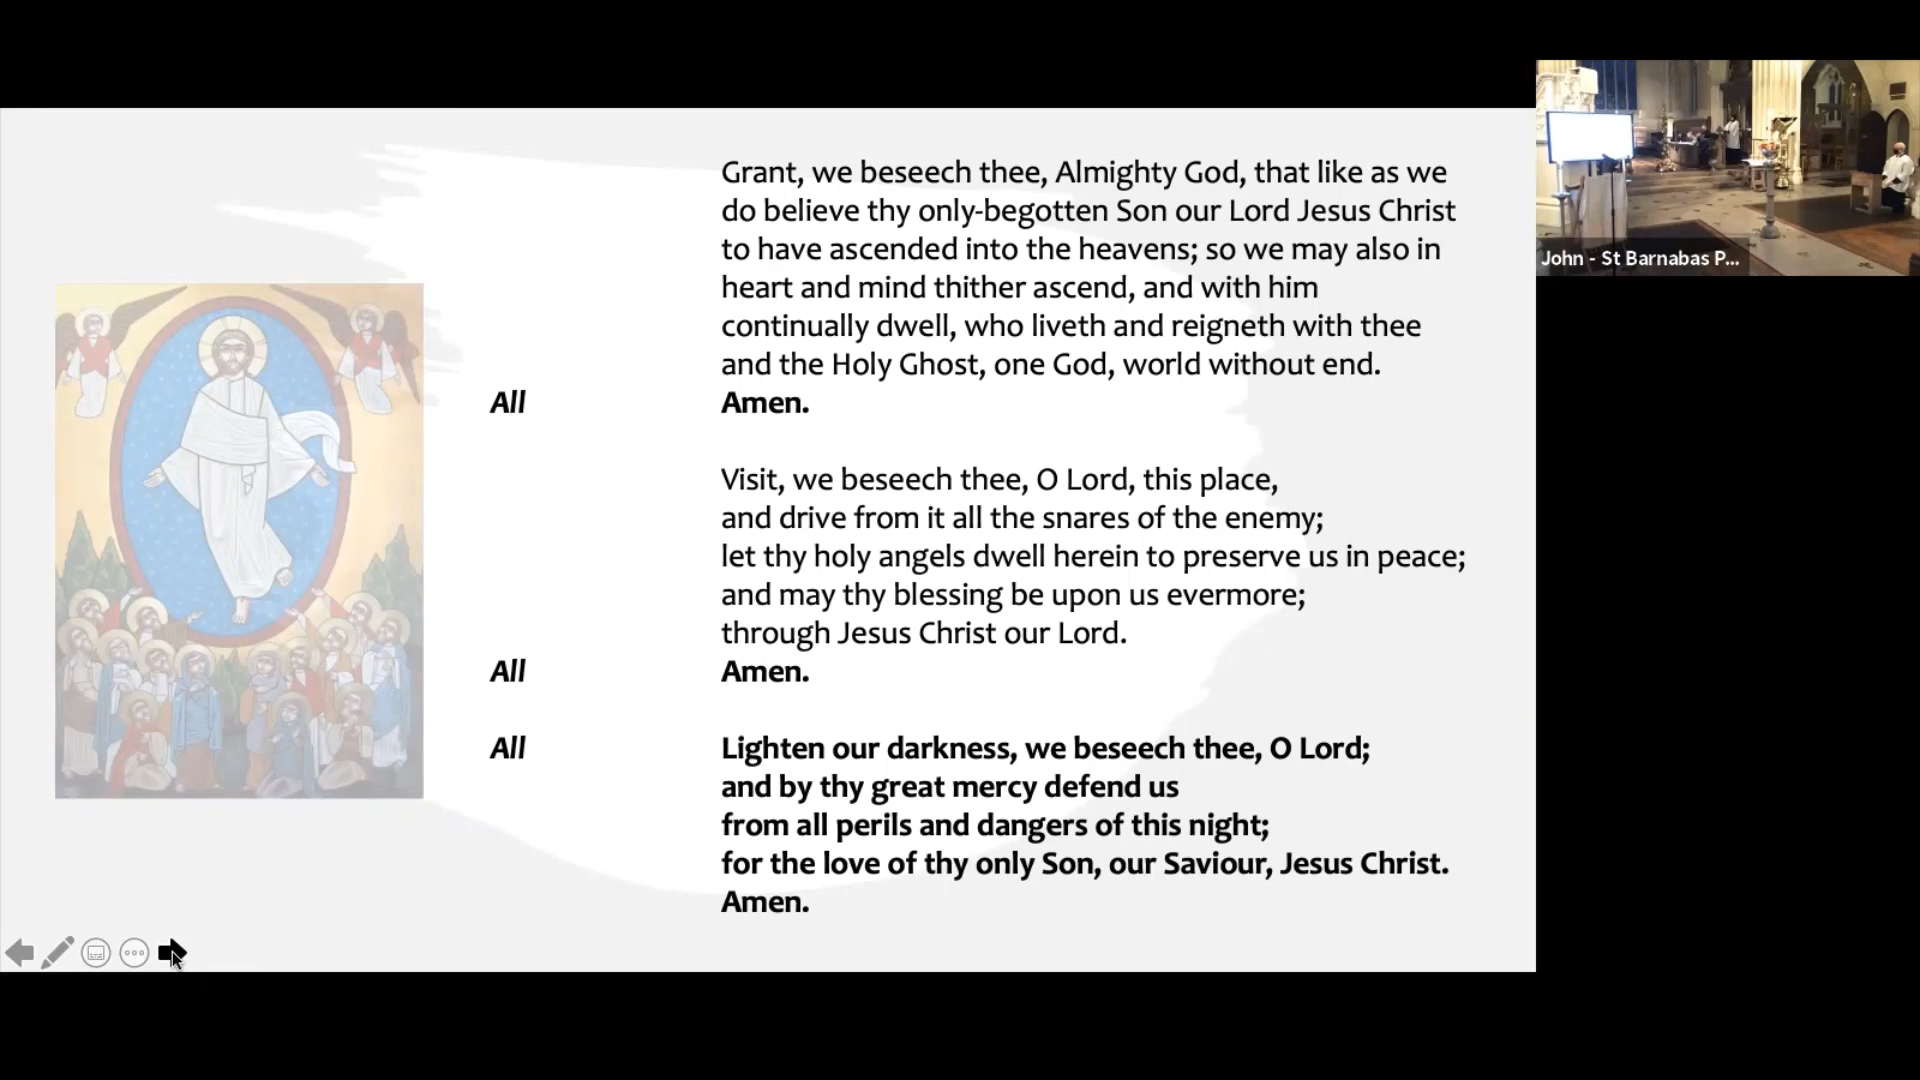 Grant, we beseech thee, Almighty God, that like as we
do believe thy only-begotten Son our Lord Jesus Christ
to have ascended into the heavens; so we may also in
heart and mind thither ascend, and with him
continually dwell, who liveth and reigneth with thee
and the Holy Ghost, one God, world without end.
All Amen.
Visit, we beseech thee, O Lord, this place,
and drive from it all the snares of the enemy;
let thy holy angels dwell herein to preserve us in peace;
and may thy blessing be upon us evermore;
through Jesus Christ our Lord.
All Amen.
All Lighten our darkness, we beseech thee, O Lord;
and by thy great mercy defend us
from all perils and dangers of this night;
for the love of thy only Son, our Saviour, Jesus Christ.
Amen.
John - St Barnabas P...